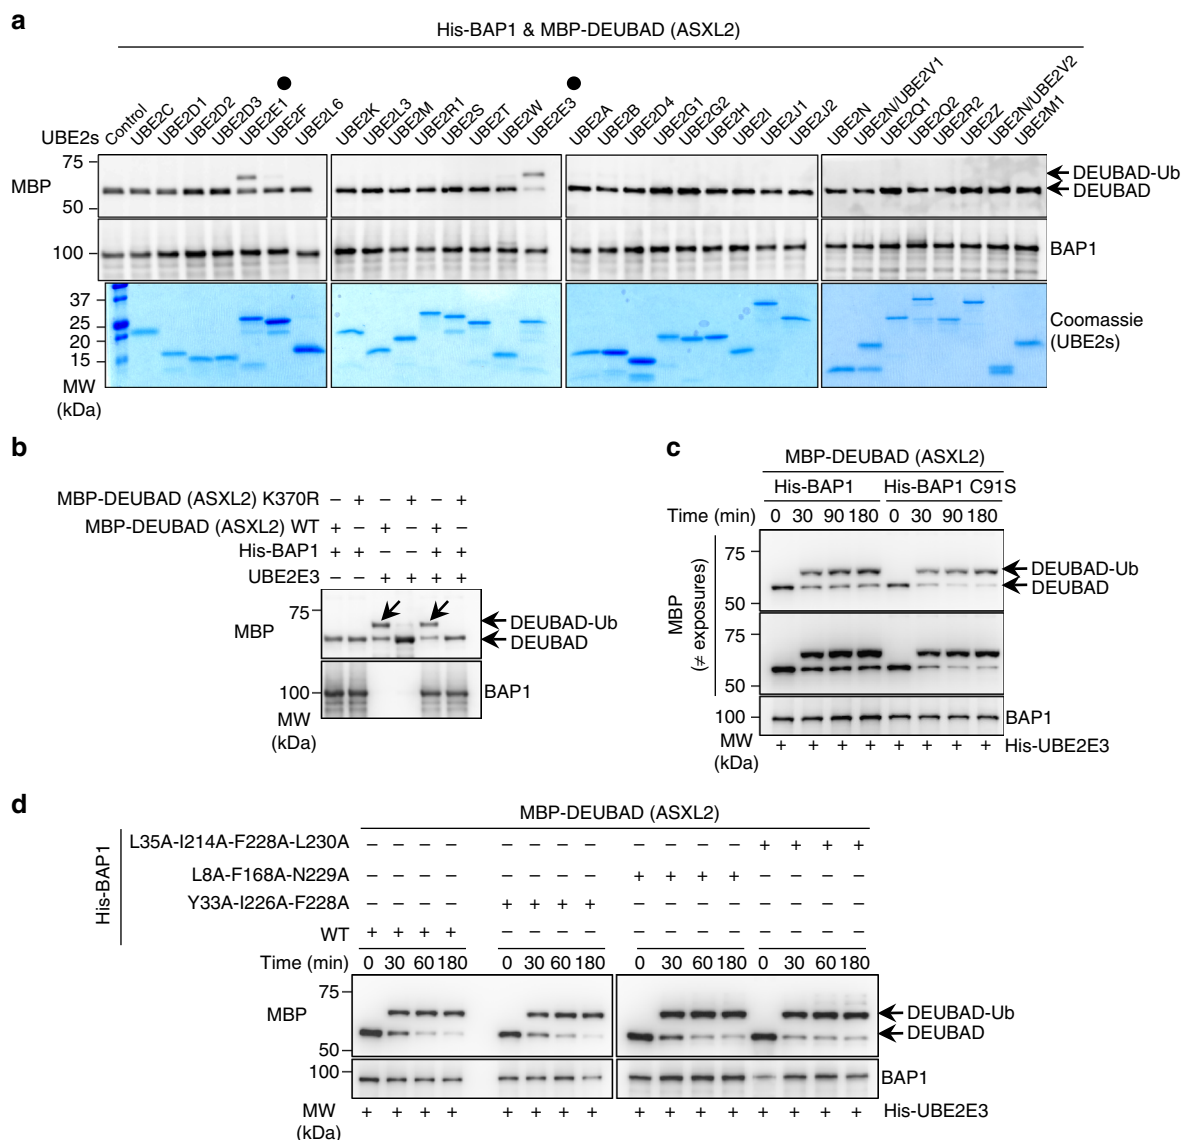 a
His-BAP1 & MBP-DEUBAD (ASXL2)
UBE2s Control UBE2C UBE2D1 UBE2D2 UBE2D3 UBE2E1 UBE2F UBE2L6 UBE2K UBE2L3 UBE2M UBE2R1 UBE2S UBE2T UBE2W UBE2E3 UBE2A UBE2B UBE2D4 UBE2G1 UBE2G2 UBE2H UBE2I UBE2J1 UBE2J2 UBE2N UBE2N/UBE2V1 UBE2Q1 UBE2Q2 UBE2R2 UBE2Z UBE2N/UBE2V2 UBE2M1
75
MBP
DEUBAD-Ub
DEUBAD
50
100
BAP1
37
25
20
15
Coomassie
(UBE2s)
MW
(kDa)
b
MBP-DEUBAD (ASXL2) K370R – + – + – +
MBP-DEUBAD (ASXL2) WT + – + – + –
His-BAP1 + + – – + +
UBE2E3 – – + + + +
75
MBP
DEUBAD-Ub
DEUBAD
100
BAP1
MW
(kDa)
c
MBP-DEUBAD (ASXL2)
His-BAP1 His-BAP1 C91S
Time (min) 0 30 90 180 0 30 90 180
MBP
(≠ exposures)
75
DEUBAD-Ub
DEUBAD
50
75
50
100
BAP1
MW
(kDa)
+ + + + + + + + His-UBE2E3
d
MBP-DEUBAD (ASXL2)
His-BAP1
L35A-I214A-F228A-L230A – – – – – – – – – – – – + + + +
L8A-F168A-N229A – – – – – – – – + + + + – – – –
Y33A-I226A-F228A – – – – + + + + – – – – – – – –
WT + + + + – – – – – – – – – – – –
Time (min) 0 30 60 180 0 30 60 180 0 30 60 180 0 30 60 180
75
MBP
DEUBAD-Ub
DEUBAD
50
100
BAP1
MW
(kDa)
+ + + + + + + + + + + + + + + + His-UBE2E3